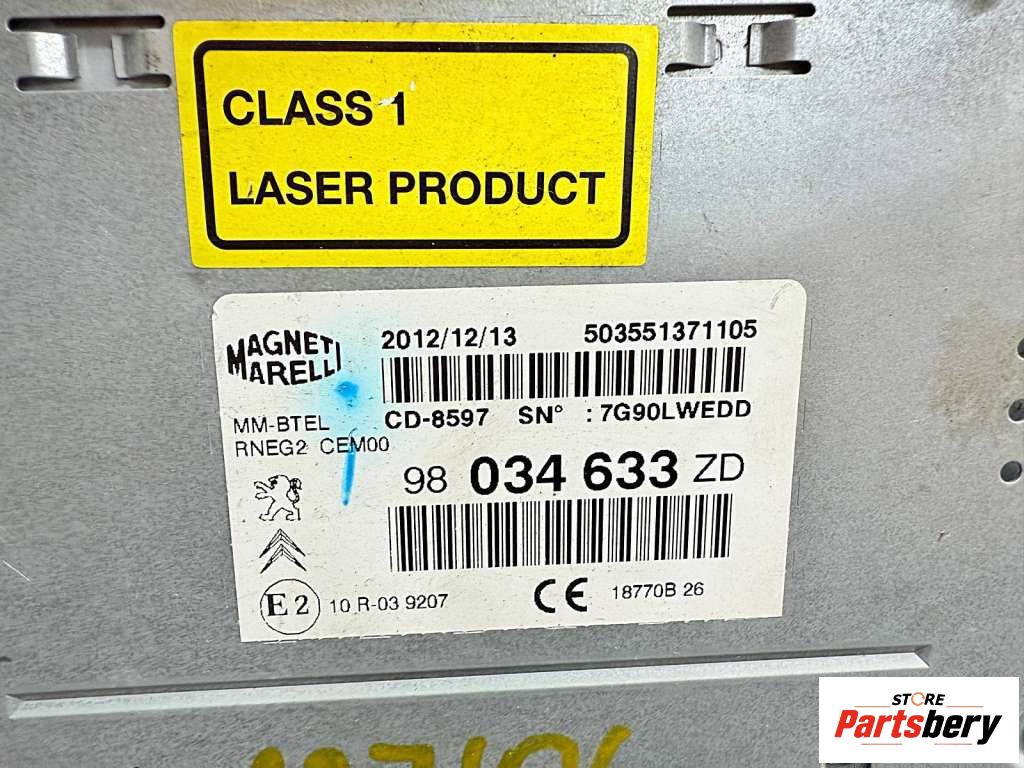 CLASS 1
LASER PRODUCT
MAGNETI
MARELLI
2012/12/13 503551371105
MM-BTEL
RNEG2 CEM00
CD-8597 SN° : 7G90LWEDD
98 034 633 ZD
E2 10 R-03 9207
CE 18770B 26
STORE
Partsbery